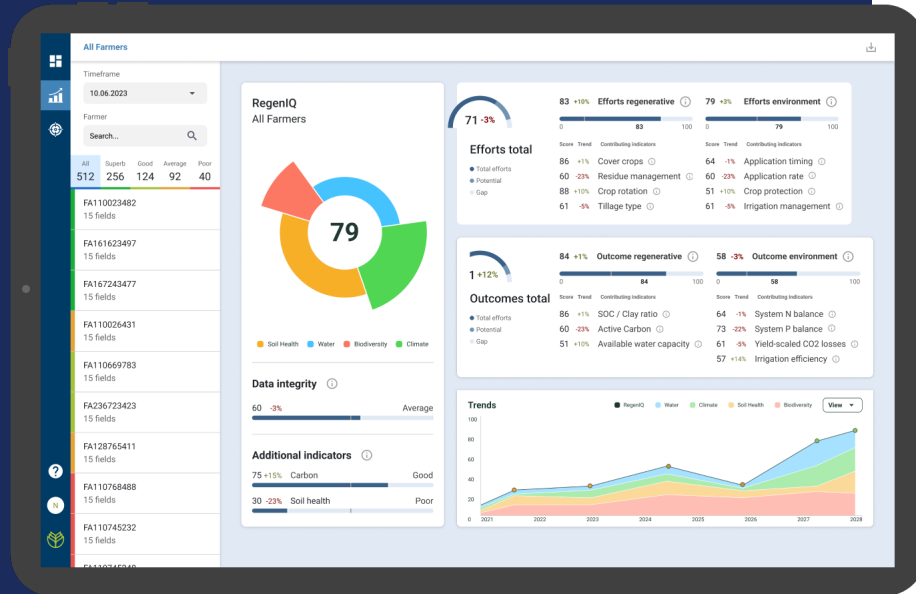 All Farmers
Timeframe
10.06.2023
Farmer
Search...
All Superb Good Average Poor
512 256 124 92 40
FA110023482
15 fields
FA161623497
15 fields
FA167243477
15 fields
FA110026431
15 fields
FA110669783
15 fields
FA236723423
15 fields
FA128765411
15 fields
FA110768488
15 fields
FA110745232
15 fields
?
N
RegenIQ
All Farmers
79
Soil Health Water Biodiversity Climate
Data integrity
60 -3% Average
Additional indicators
75 +15% Carbon Good
30 -23% Soil health Poor
71 -3%
Efforts total
Total efforts
Potential
Gap
83 +10% Efforts regenerative
0 83 100
Score Trend Contributing indicators
86 +1% Cover crops
60 -23% Residue management
88 +10% Crop rotation
61 -5% Tillage type
79 +3% Efforts environment
0 79 100
Score Trend Contributing indicators
64 -1% Application timing
60 -23% Application rate
51 +10% Crop protection
61 -5% Irrigation management
1 +12%
Outcomes total
Total efforts
Potential
Gap
84 +1% Outcome regenerative
0 84 100
Score Trend Contributing indicators
86 +1% SOC / Clay ratio
60 -23% Active Carbon
51 +10% Available water capacity
58 -3% Outcome environment
0 58 100
Score Trend Contributing indicators
64 -1% System N balance
73 -22% System P balance
61 -5% Yield-scaled CO2 losses
57 +14% Irrigation efficiency
Trends
RegenIQ Water Climate Soil Health Biodiversity View
100
80
60
40
20
0 2021 2022 2023 2024 2025 2026 2027 2028